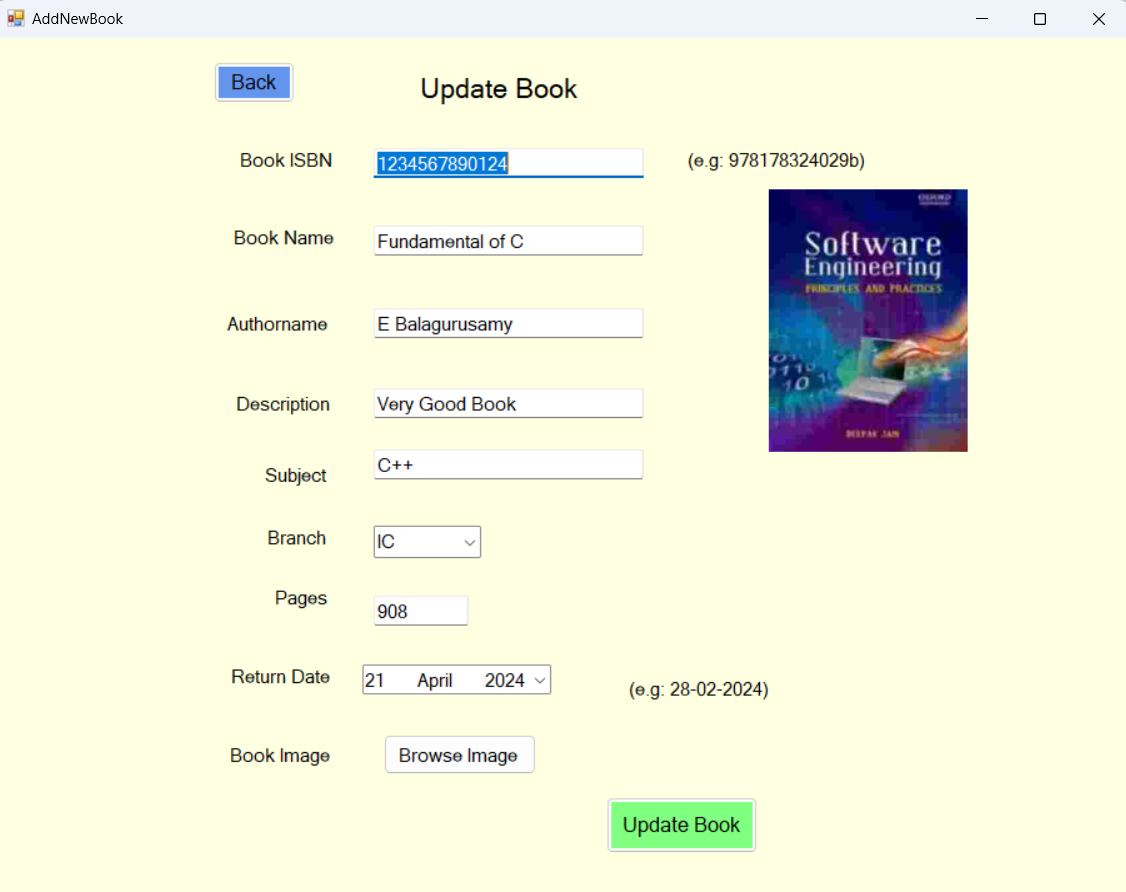 AddNewBook
Back
Update Book
Book ISBN
1234567890124
(e.g: 978178324029b)
Book Name
Fundamental of C
OXFORD
Software
Engineering
PRINCIPLES AND PRACTICES
Authorname
E Balagurusamy
Description
Very Good Book
DEEPAK JAIN
Subject
C++
Branch
IC
Pages
908
Return Date
21 April 2024
(e.g: 28-02-2024)
Book Image
Browse Image
Update Book